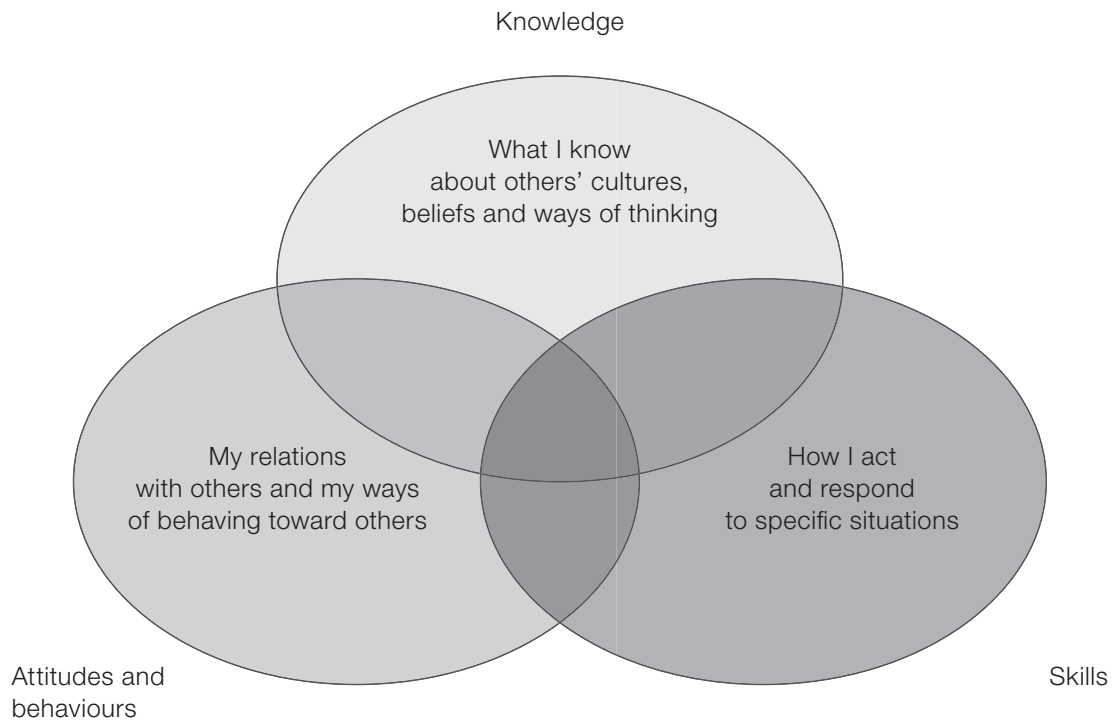 Knowledge
What I know
about others’ cultures,
beliefs and ways of thinking
My relations
with others and my ways
of behaving toward others
How I act
and respond
to specific situations
Attitudes and
behaviours
Skills